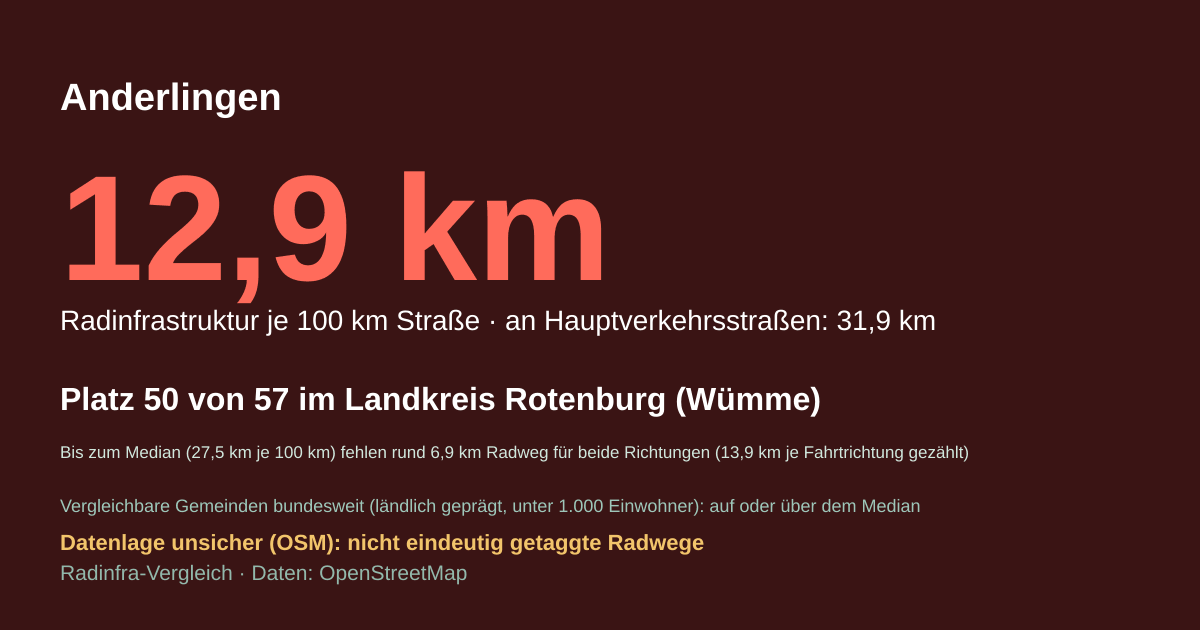 Anderlingen
12,9 km
Radinfrastruktur je 100 km Straße · an Hauptverkehrsstraßen: 31,9 km
Platz 50 von 57 im Landkreis Rotenburg (Wümme)
Bis zum Median (27,5 km je 100 km) fehlen rund 6,9 km Radweg für beide Richtungen (13,9 km je Fahrtrichtung gezählt)
Vergleichbare Gemeinden bundesweit (ländlich geprägt, unter 1.000 Einwohner): auf oder über dem Median
Datenlage unsicher (OSM): nicht eindeutig getaggte Radwege
Radinfra-Vergleich · Daten: OpenStreetMap